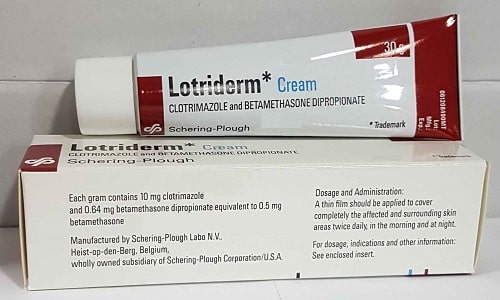 30 g
Lotriderm* Cream
CLOTRIMAZOLE and BETAMETHASONE DIPROPIONATE
Schering-Plough
* Trademark
Lotriderm* Cream
CLOTRIMAZOLE and BETAMETHASONE DIPROPIONATE
Schering-Plough
Each gram contains 10 mg clotrimazole
and 0.64 mg betamethasone dipropionate equivalent to 0.5 mg
betamethasone
Manufactured by Schering-Plough Labo N.V.,
Heist-op-den-Berg, Belgium,
wholly owned subsidiary of Schering-Plough Corporation/U.S.A.
Dosage and Administration:
A thin film should be applied to cover
completely the affected and surrounding skin
areas twice daily, in the morning and at night.
For dosage, indications and other information:
See enclosed insert.